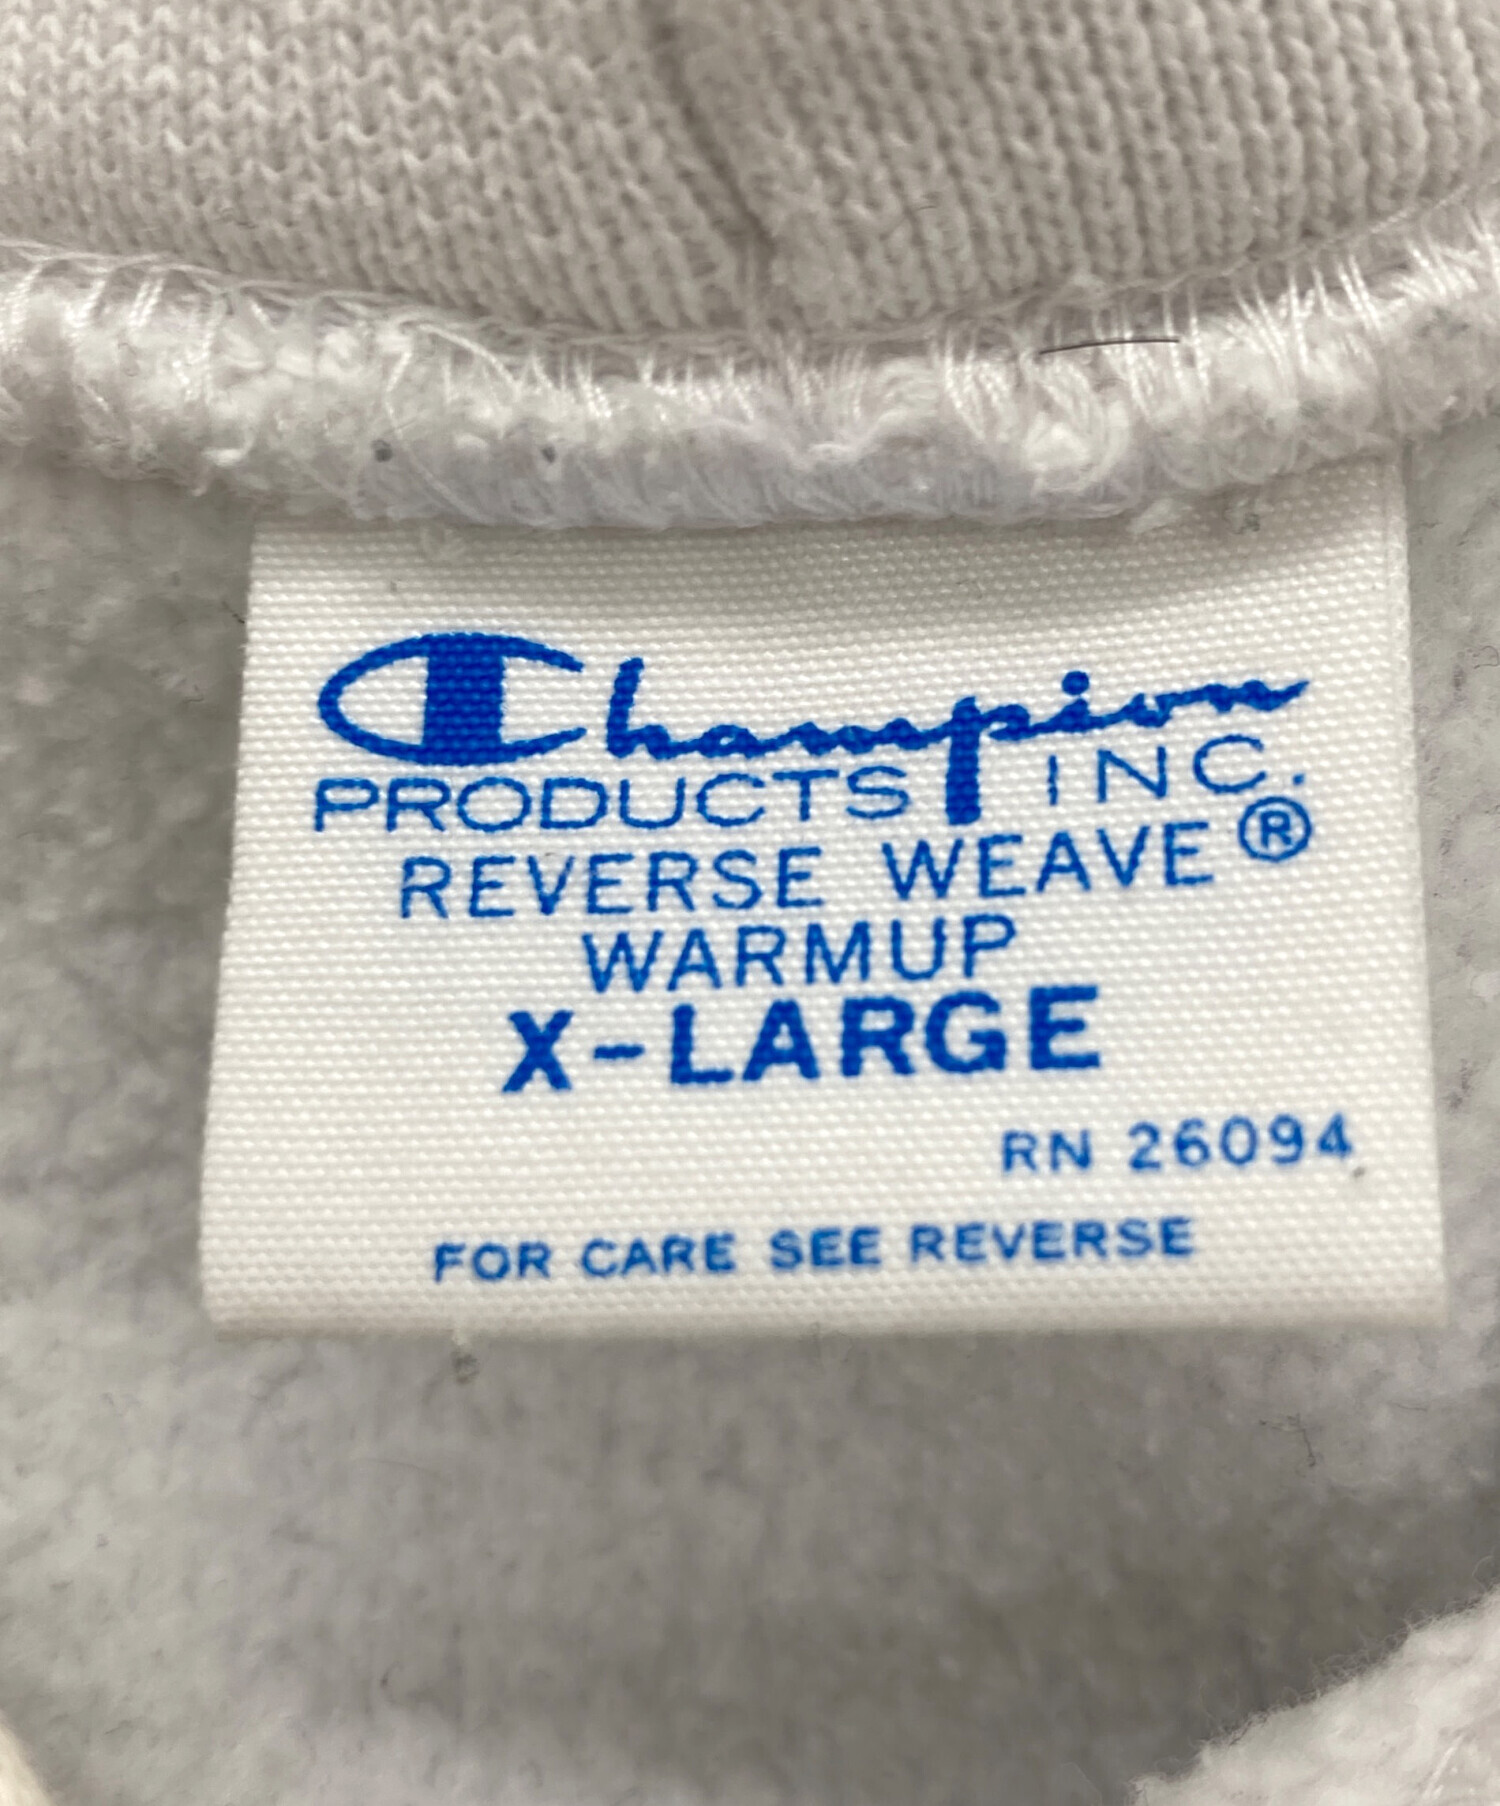 Champion
PRODUCTS INC.
REVERSE WEAVE®
WARMUP
X-LARGE
RN 26094
FOR CARE SEE REVERSE